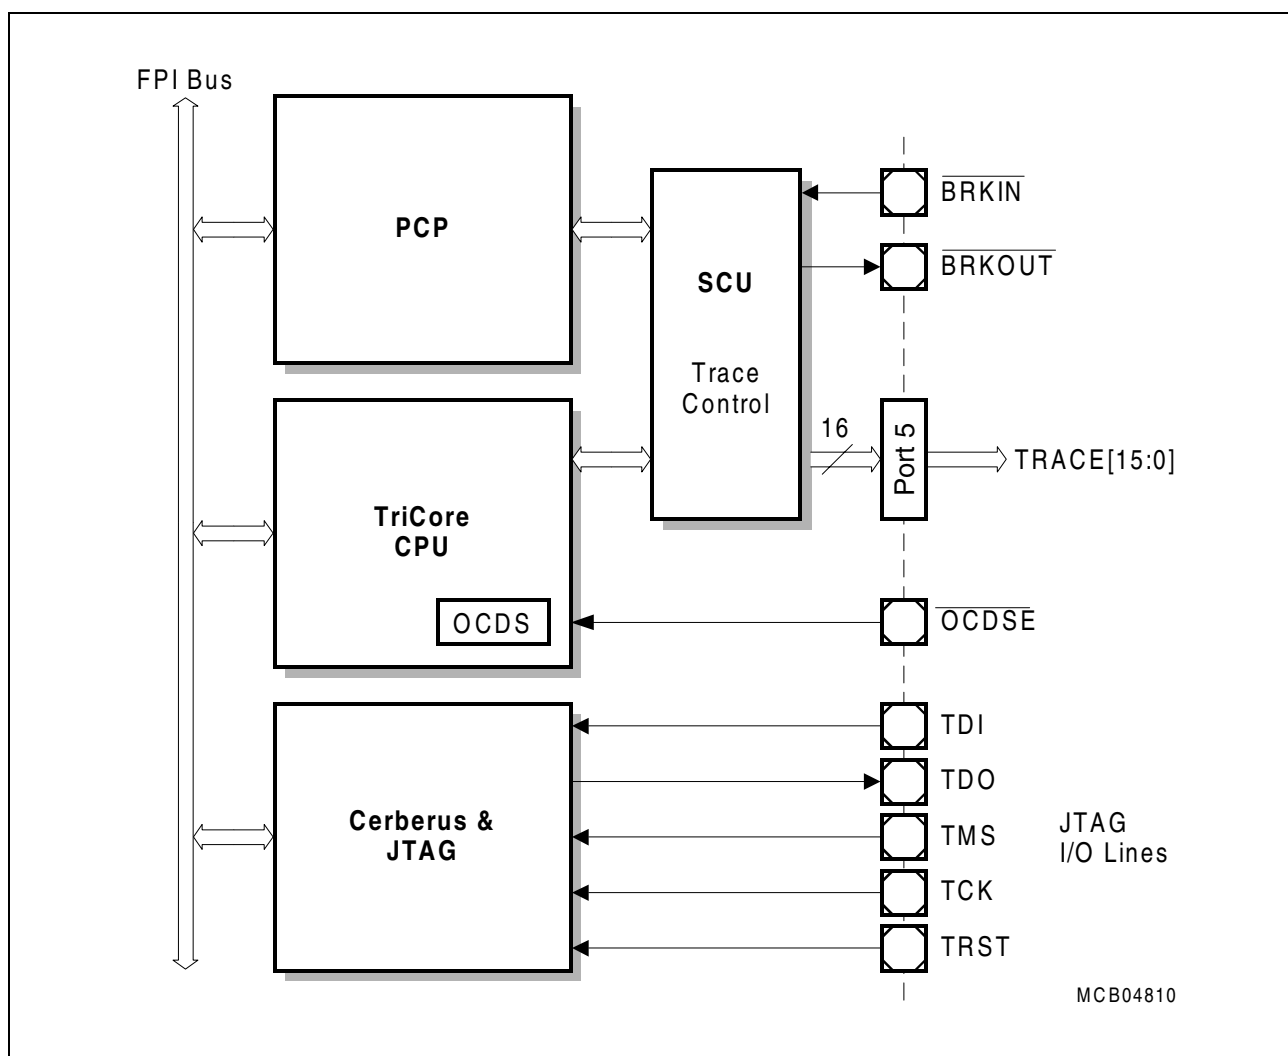 FPI Bus
PCP
SCU
Trace
Control
BRKIN
BRKOUT
16
Port 5
TRACE[15:0]
TriCore
CPU
OCDS
OCDSE
Cerberus &
JTAG
TDI
TDO
TMS
TCK
TRST
JTAG
I/O Lines
MCB04810